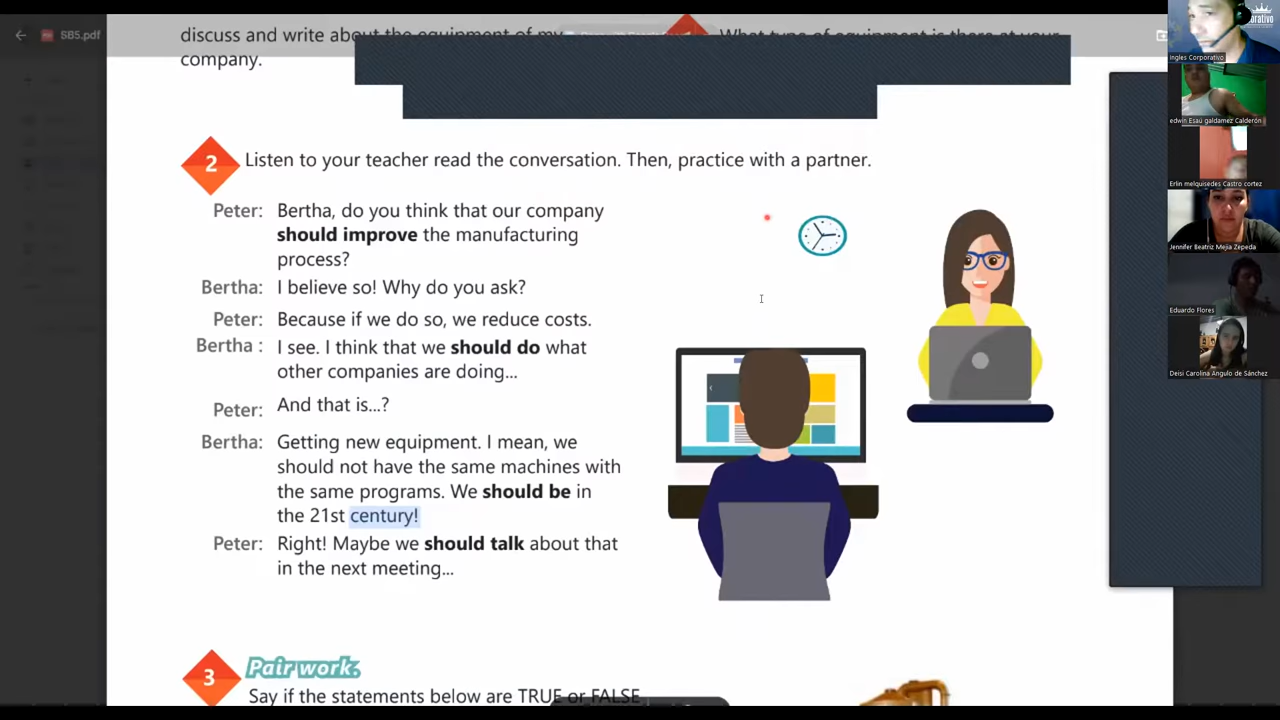 SB5.pdf
discuss and write about the equipment of my
company.
What type of equipment is there at your
2
Listen to your teacher read the conversation. Then, practice with a partner.
Peter: Bertha, do you think that our company
should improve the manufacturing
process?
Bertha: I believe so! Why do you ask?
Peter: Because if we do so, we reduce costs.
Bertha : I see. I think that we should do what
other companies are doing...
Peter: And that is...?
Bertha: Getting new equipment. I mean, we
should not have the same machines with
the same programs. We should be in
the 21st century!
Peter: Right! Maybe we should talk about that
in the next meeting...
3
Pair work.
Say if the statements below are TRUE or FALSE
Ingles Corporativo
edwin Esaú galdamez Calderón
Erlin melquisedes Castro cortez
Jennifer Beatriz Mejia Zepeda
Eduardo Flores
Deisi Carolina Angulo de Sánchez